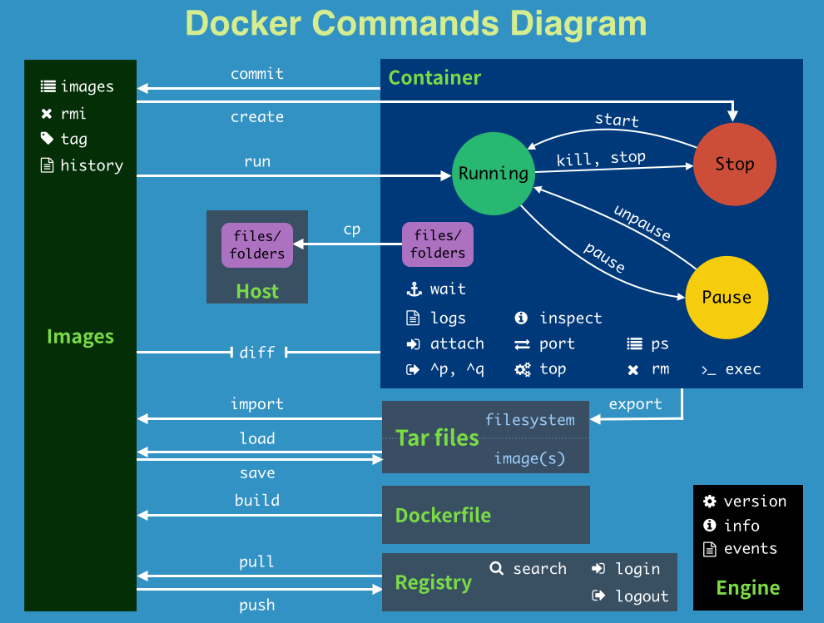 Docker Commands Diagram
images
rmi
tag
history
Images
commit
create
run
Container
start
kill, stop
Running
Stop
unpause
pause
Pause
files/
folders
Host
cp
files/
folders
wait
logs
inspect
attach
port
ps
^p, ^q
top
rm
>_ exec
diff
import
load
save
export
filesystem
Tar files
image(s)
build
Dockerfile
pull
push
Registry
search
login
logout
version
info
events
Engine